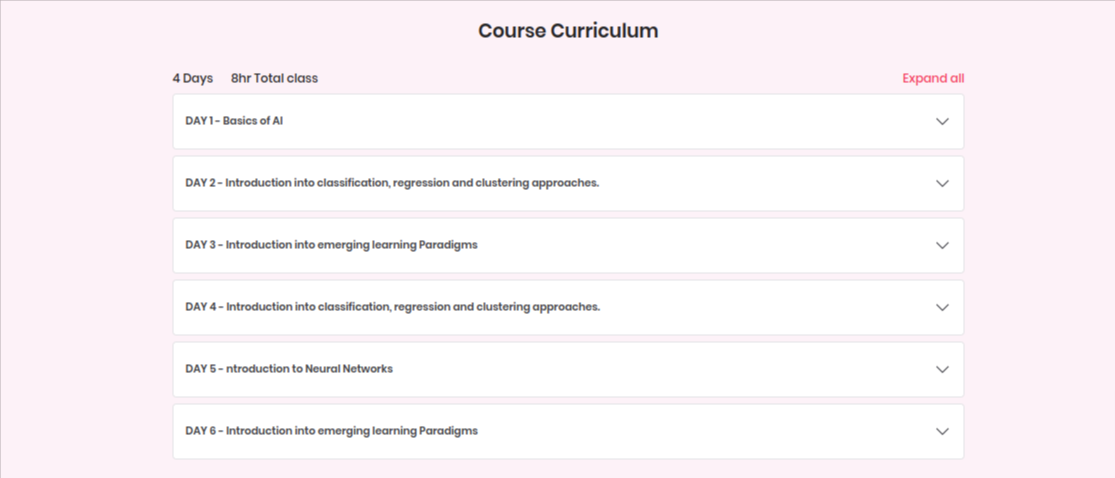 Course Curriculum
4 Days 8hr Total class Expand all
DAY 1 - Basics of AI
DAY 2 - Introduction into classification, regression and clustering approaches.
DAY 3 - Introduction into emerging learning Paradigms
DAY 4 - Introduction into classification, regression and clustering approaches.
DAY 5 - ntroduction to Neural Networks
DAY 6 - Introduction into emerging learning Paradigms